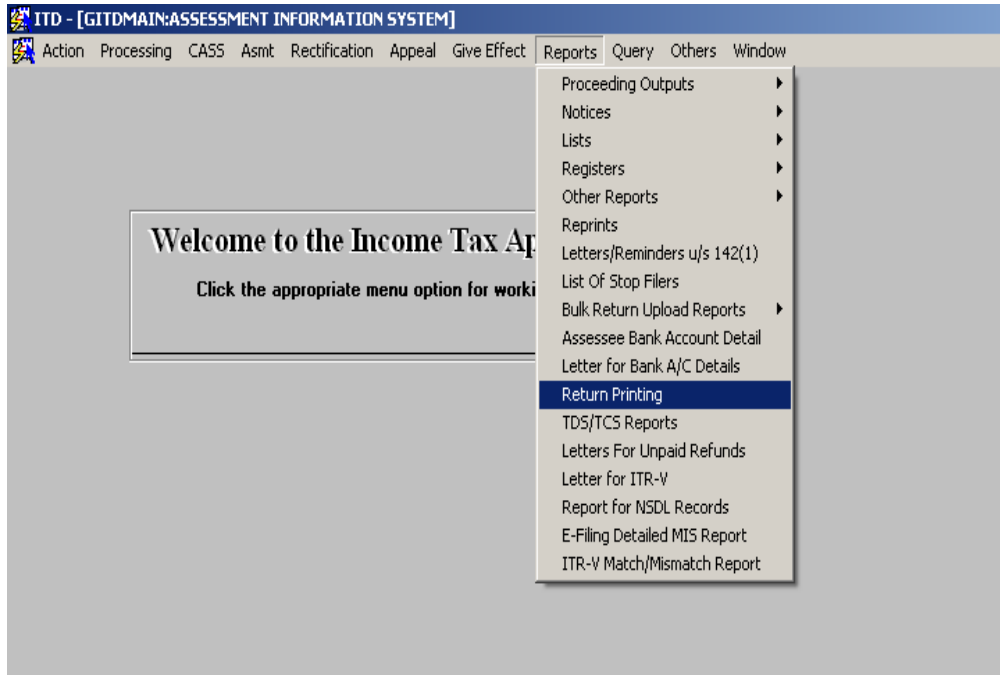 ITD - [GITDMAIN:ASSESSMENT INFORMATION SYSTEM]
Action Processing CASS Asmt Rectification Appeal Give Effect Reports Query Others Window
Proceeding Outputs
Notices
Lists
Registers
Other Reports
Reprints
Letters/Reminders u/s 142(1)
List Of Stop Filers
Bulk Return Upload Reports
Assessee Bank Account Detail
Letter for Bank A/C Details
Return Printing
TDS/TCS Reports
Letters For Unpaid Refunds
Letter for ITR-V
Report for NSDL Records
E-Filing Detailed MIS Report
ITR-V Match/Mismatch Report
Welcome to the Income Tax Ap
Click the appropriate menu option for worki